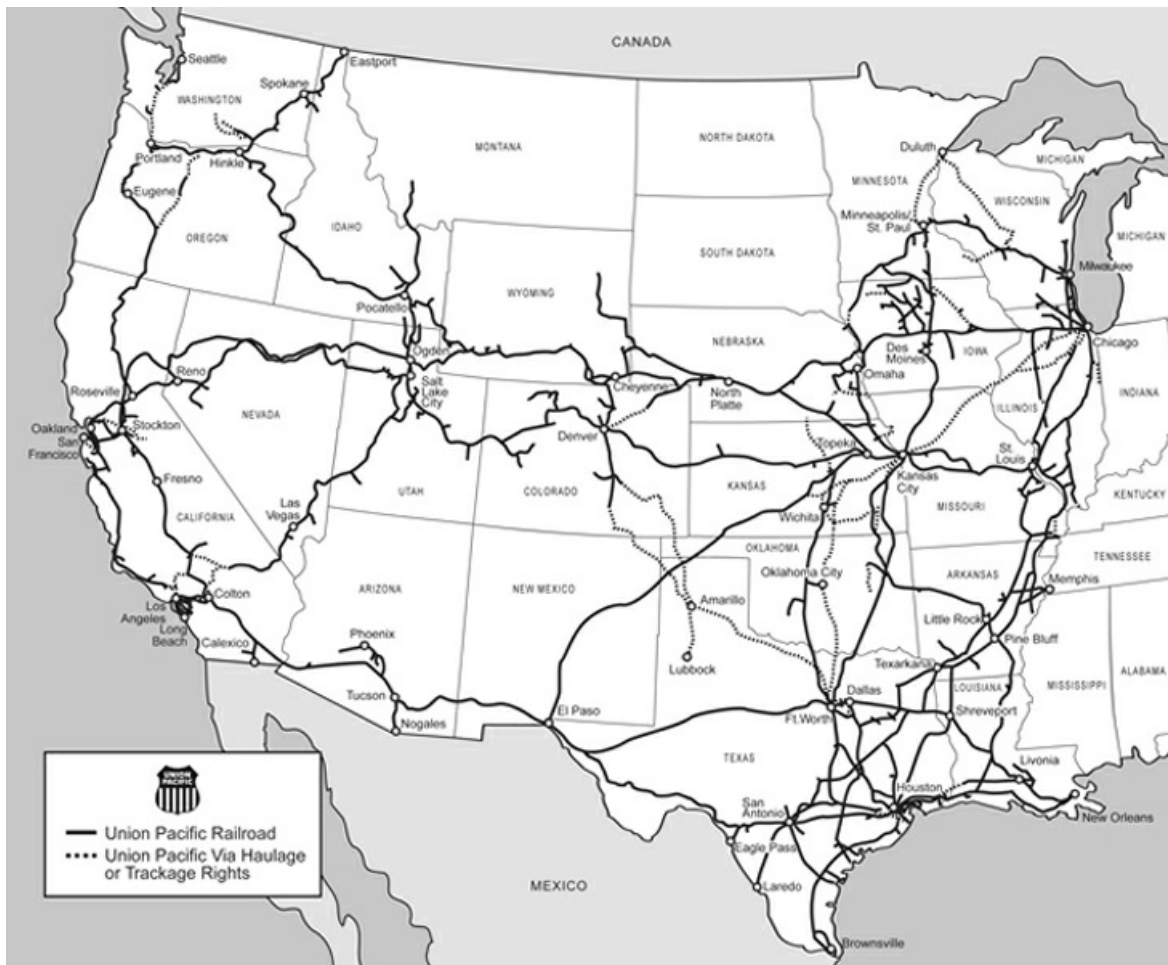 CANADA
Seattle
Eastport
Spokane
WASHINGTON
MONTANA
NORTH DAKOTA
Duluth
MICHIGAN
Portland
Hinkle
MINNESOTA
WISCONSIN
Eugene
IDAHO
Minneapolis/
St. Paul
MICHIGAN
OREGON
SOUTH DAKOTA
Milwaukee
WYOMING
Pocatello
Chicago
NEBRASKA
Ogden
Des
Moines
IOWA
Reno
Omaha
Salt
Lake
City
Cheyenne
North
Platte
INDIANA
Roseville
NEVADA
ILLINOIS
Oakland
San
Francisco
Stockton
Denver
Topeka
St.
Louis
Fresno
UTAH
COLORADO
KANSAS
Kansas
City
KENTUCKY
Las
Vegas
CALIFORNIA
Wichita
MISSOURI
OKLAHOMA
TENNESSEE
Colton
ARIZONA
NEW MEXICO
Oklahoma City
ARKANSAS
Memphis
Los
Angeles
Long
Beach
Amarillo
Little Rock
Calexico
Phoenix
Pine Bluff
Lubbock
Texarkana
ALABAMA
Tucson
Dallas
LOUISIANA
MISSISSIPPI
Nogales
El Paso
Ft. Worth
Shreveport
TEXAS
Livonia
Houston
San
Antonio
New Orleans
Eagle Pass
MEXICO
Laredo
Brownsville
UNION
PACIFIC
Union Pacific Railroad
Union Pacific Via Haulage
or Trackage Rights